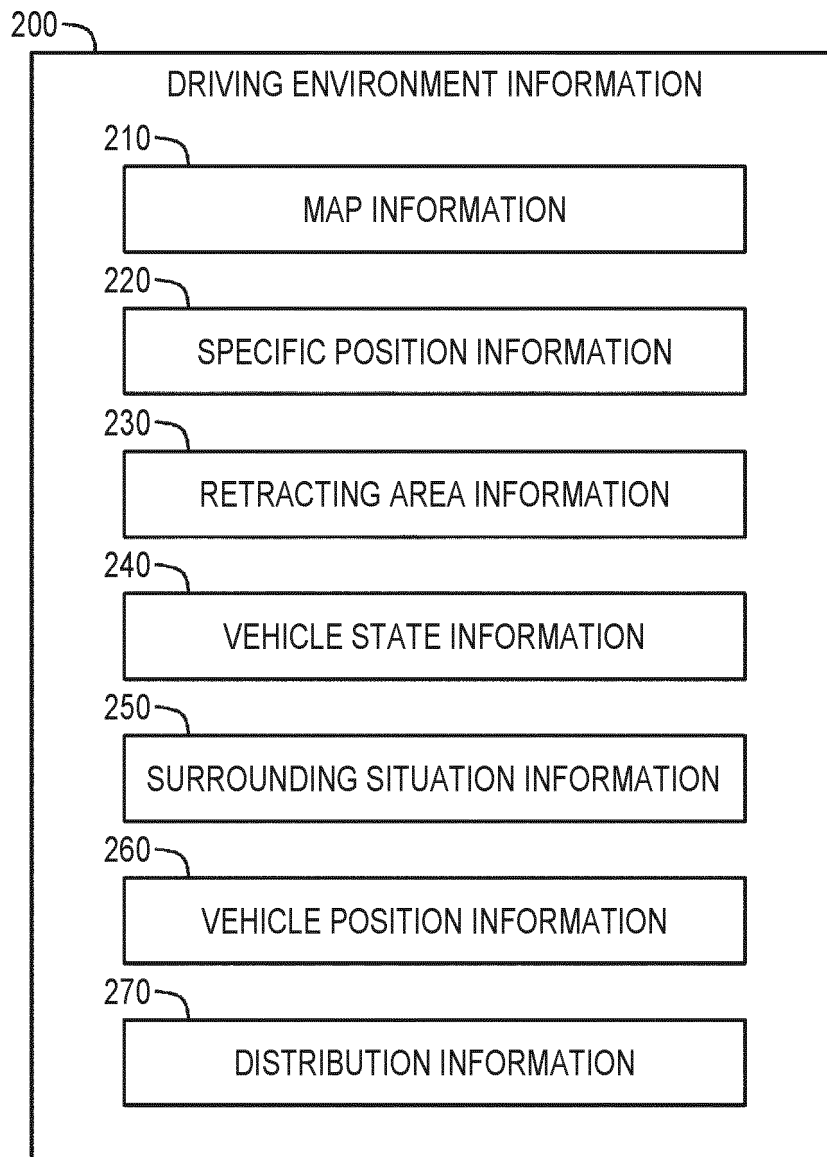 200
DRIVING ENVIRONMENT INFORMATION
210
MAP INFORMATION
220
SPECIFIC POSITION INFORMATION
230
RETRACTING AREA INFORMATION
240
VEHICLE STATE INFORMATION
250
SURROUNDING SITUATION INFORMATION
260
VEHICLE POSITION INFORMATION
270
DISTRIBUTION INFORMATION